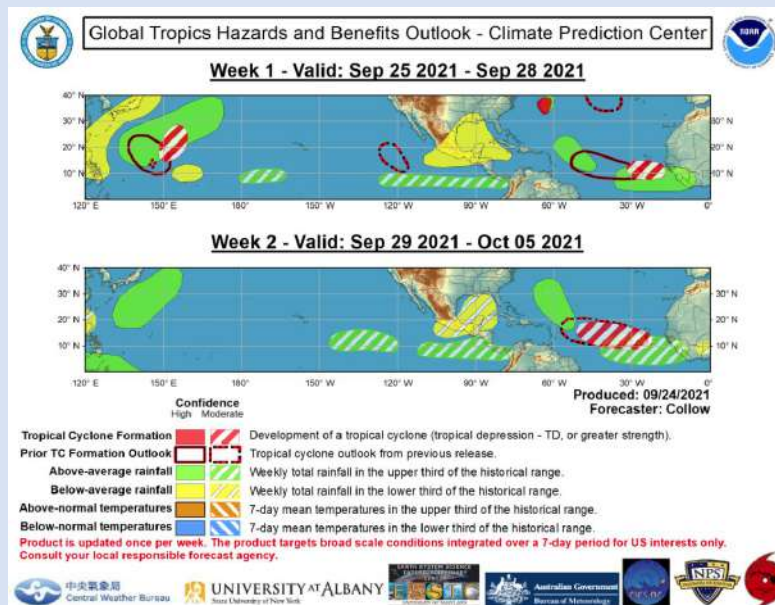 Global Tropics Hazards and Benefits Outlook - Climate Prediction Center
NOAA
Week 1 - Valid: Sep 25 2021 - Sep 28 2021
40° N
30° N
20° N
10° N
120° E
150° E
180°
150° W
120° W
90° W
60° W
30° W
0°
40° N
30° N
20° N
10° N
Week 2 - Valid: Sep 29 2021 - Oct 05 2021
40° N
30° N
20° N
10° N
30° N
20° N
10° N
120° E
150° E
180°
150° W
120° W
90° W
60° W
30° W
0°
Produced: 09/24/2021
Forecaster: Collow
Confidence
High Moderate
Tropical Cyclone Formation Development of a tropical cyclone (tropical depression - TD, or greater strength).
Prior TC Formation Outlook Tropical cyclone outlook from previous release.
Above-average rainfall Weekly total rainfall in the upper third of the historical range.
Below-average rainfall Weekly total rainfall in the lower third of the historical range.
Above-normal temperatures 7-day mean temperatures in the upper third of the historical range.
Below-normal temperatures 7-day mean temperatures in the lower third of the historical range.
Product is updated once per week. The product targets broad scale conditions integrated over a 7-day period for US interests only.
Consult your local responsible forecast agency.
中央氣象局
Central Weather Bureau
UNIVERSITY AT ALBANY
State University of New York
EARTH SYSTEM SCIENCE
INTERDISCIPLINARY
CENTER
ESSIC
Australian Government
Bureau of Meteorology
NPS